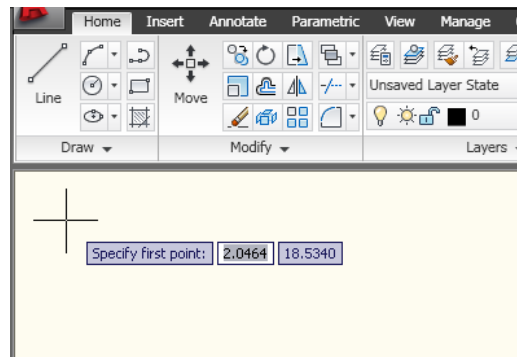 Home Insert Annotate Parametric View Manage
Line
Move
Unsaved Layer State
0
Draw Modify Layers
Specify first point: 2.0464 18.5340